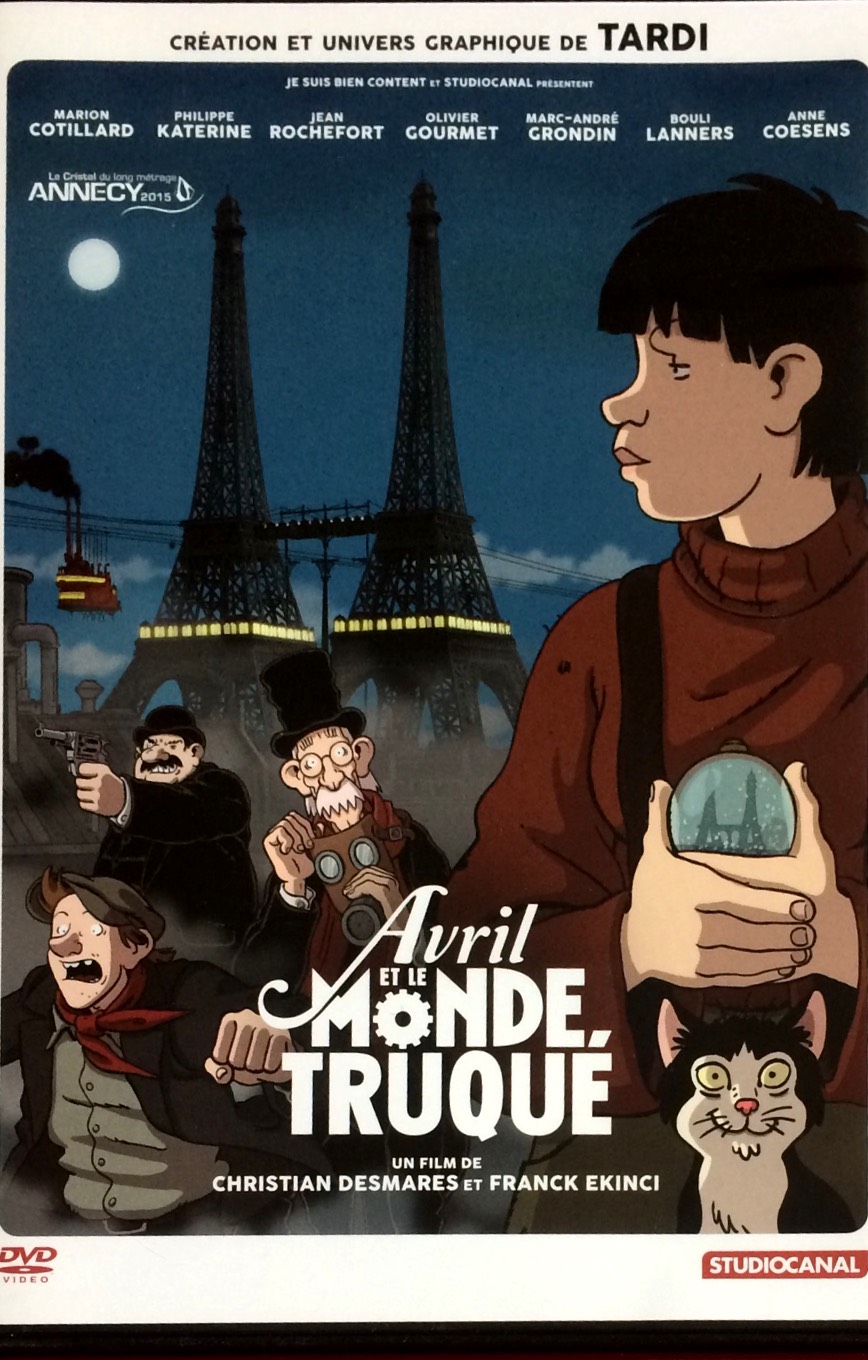 CRÉATION ET UNIVERS GRAPHIQUE DE TARDI
JE SUIS BIEN CONTENT ET STUDIOCANAL PRÉSENTENT
MARION COTILLARD
PHILIPPE KATERINE
JEAN ROCHEFORT
OLIVIER GOURMET
MARC-ANDRÉ GRONDIN
BOULI LANNERS
ANNE COESENS
Le Cristal du long métrage
ANNECY 2015
Avril
ET LE
MONDE
TRUQUÉ
UN FILM DE
CHRISTIAN DESMARES ET FRANCK EKINCI
DVD
VIDEO
STUDIOCANAL